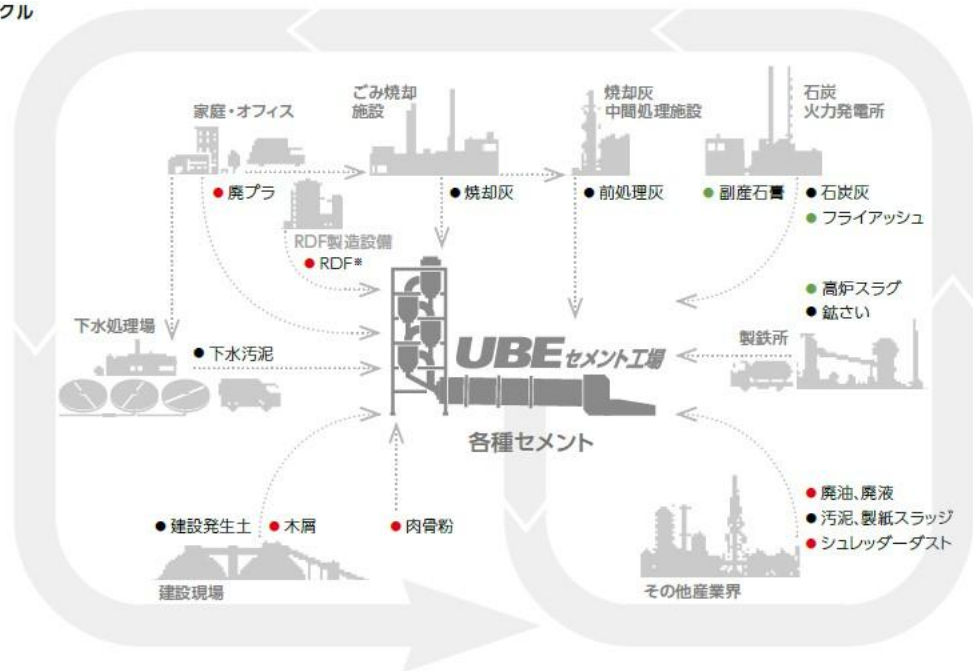 クル
家庭・オフィス
ごみ焼却
施設
焼却灰
中間処理施設
石炭
火力発電所
● 廃プラ
● 焼却灰
● 前処理灰
● 副産石膏
● 石炭灰
● フライアッシュ
RDF製造設備
● RDF※
● 高炉スラグ
● 鉱さい
下水処理場
● 下水汚泥
製鉄所
UBEセメント工場
各種セメント
● 建設発生土
● 木屑
● 肉骨粉
● 廃油、廃液
● 汚泥、製紙スラッジ
● シュレッダーダスト
建設現場
その他産業界